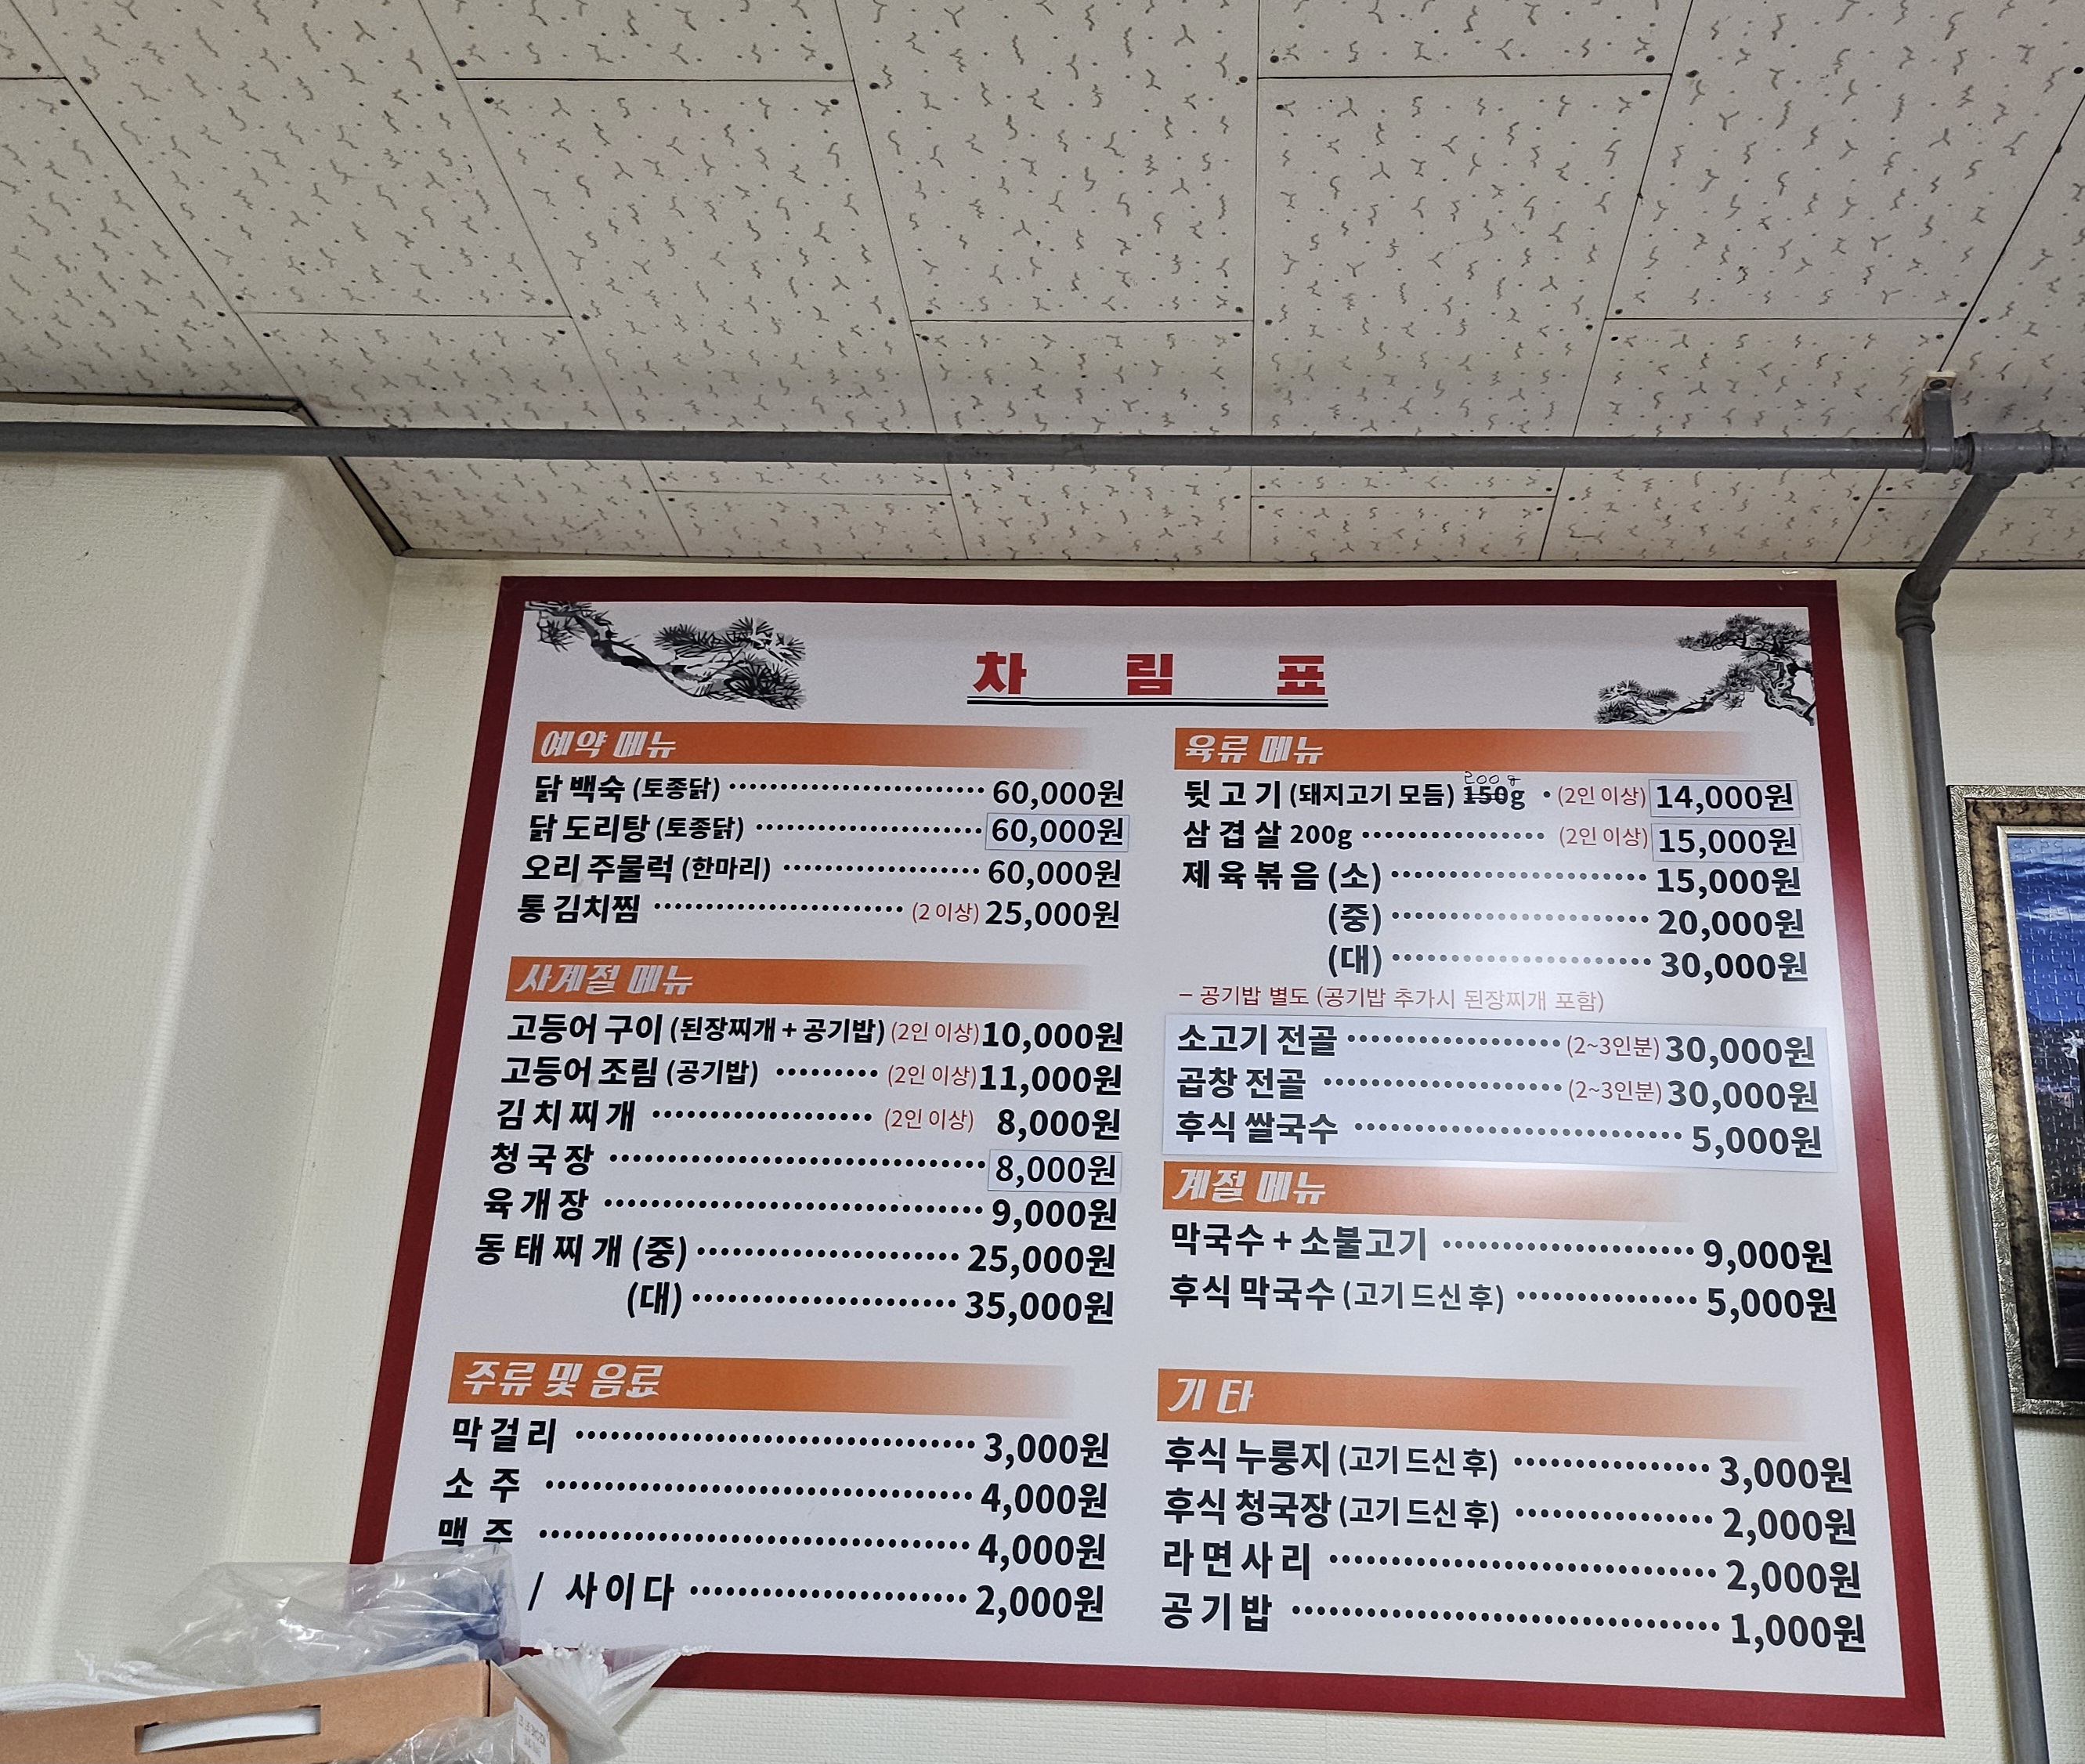 차 림 표
예약 메뉴
닭 백숙 (토종닭) 60,000원
닭 도리탕 (토종닭) 60,000원
오리 주물럭 (한마리) 60,000원
통 김치찜 (2 이상) 25,000원
사계절 메뉴
고등어 구이 (된장찌개 + 공기밥) (2인 이상) 10,000원
고등어 조림 (공기밥) (2인 이상) 11,000원
김 치 찌 개 (2인 이상) 8,000원
청 국 장 8,000원
육 개 장 9,000원
동 태 찌 개 (중) 25,000원
(대) 35,000원
주류 및 음료
막 걸 리 3,000원
소 주 4,000원
맥 주 4,000원
/ 사 이 다 2,000원
육류 메뉴
200g
뒷 고 기 (돼지고기 모듬) 150g (2인 이상) 14,000원
삼 겹 살 200g (2인 이상) 15,000원
제 육 볶 음 (소) 15,000원
(중) 20,000원
(대) 30,000원
– 공기밥 별도 (공기밥 추가시 된장찌개 포함)
소고기 전골 (2~3인분) 30,000원
곱창 전골 (2~3인분) 30,000원
후식 쌀국수 5,000원
계절 메뉴
막국수 + 소불고기 9,000원
후식 막국수 (고기 드신 후) 5,000원
기 타
후식 누룽지 (고기 드신 후) 3,000원
후식 청국장 (고기 드신 후) 2,000원
라 면 사 리 2,000원
공 기 밥 1,000원